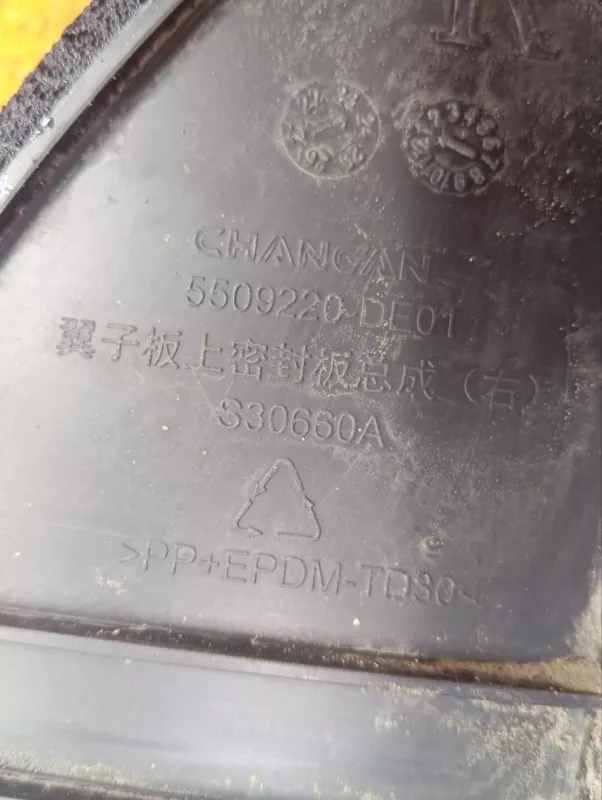 R
CHANGAN
5509220-DE01
翼子板上密封板总成(右)
S30660A
>PP+EPDM-TD30<